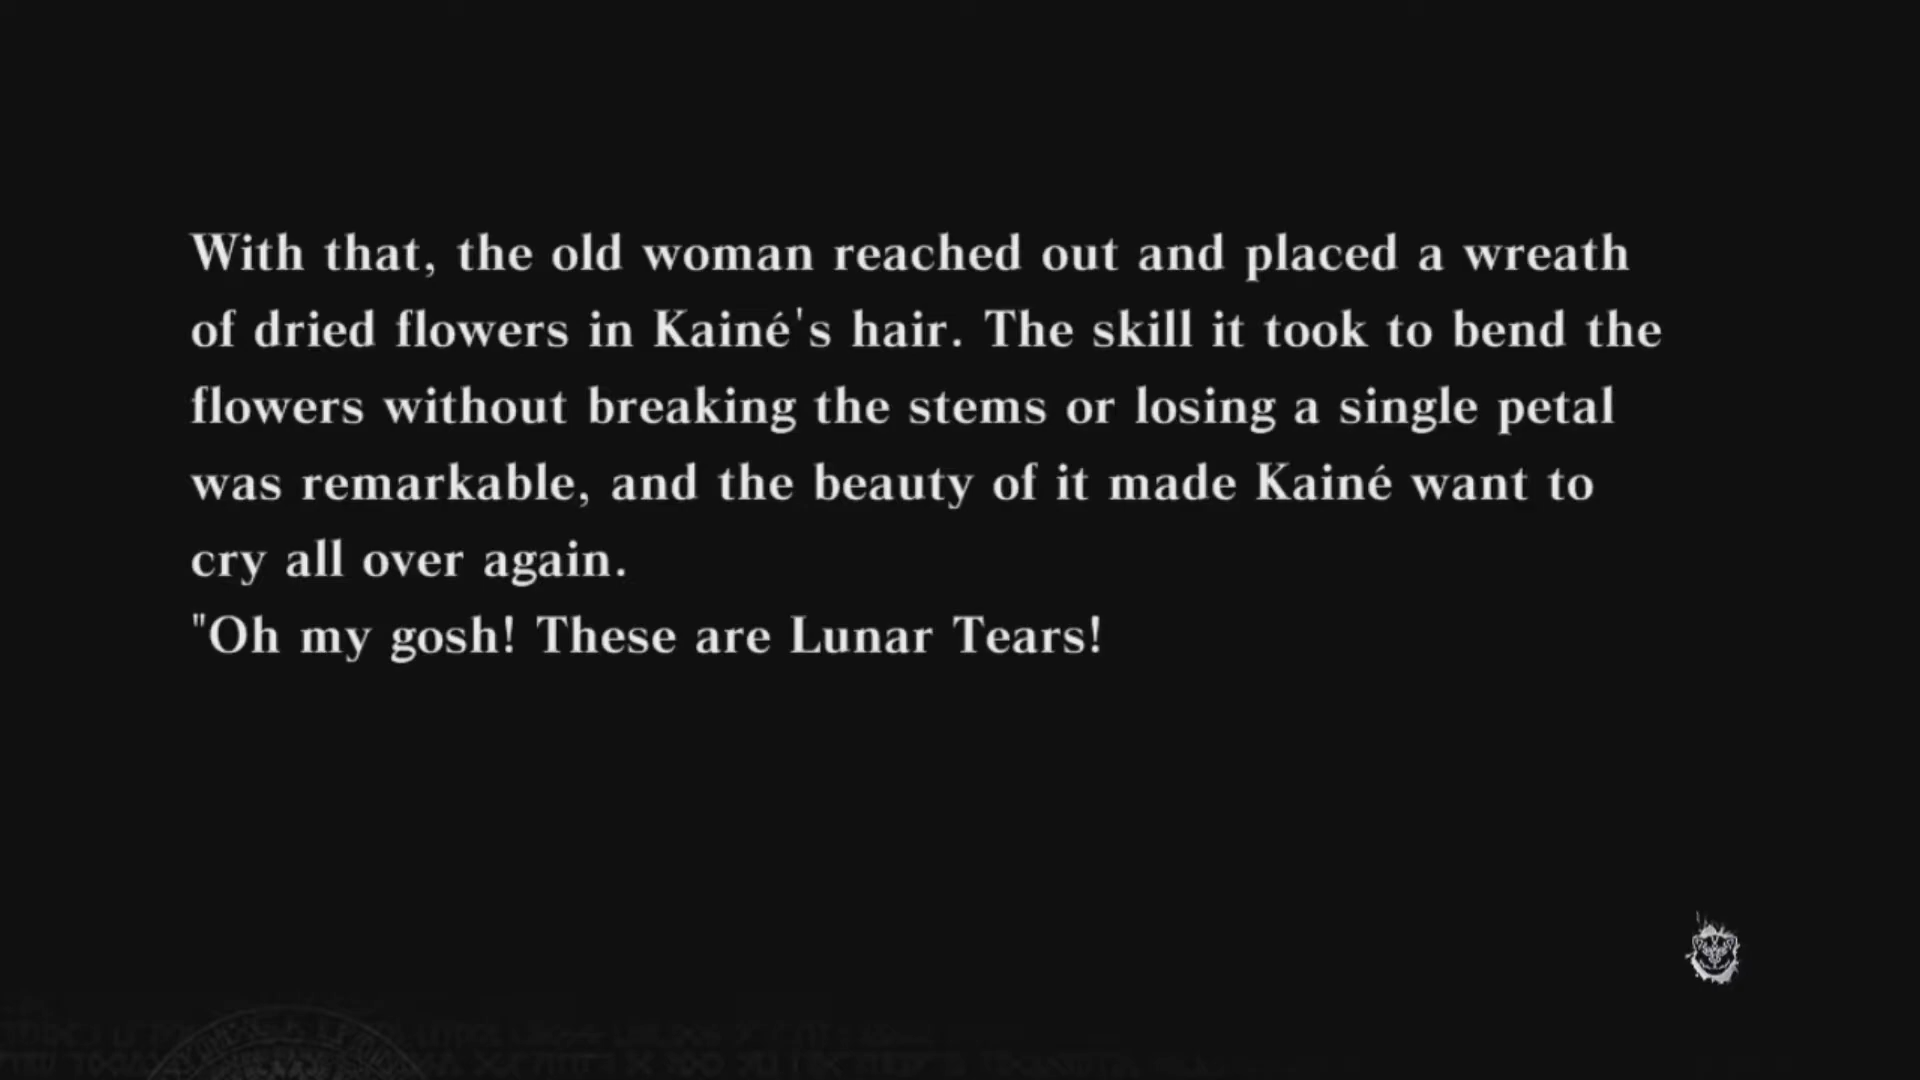 With that, the old woman reached out and placed a wreath
of dried flowers in Kainé's hair. The skill it took to bend the
flowers without breaking the stems or losing a single petal
was remarkable, and the beauty of it made Kainé want to
cry all over again.
"Oh my gosh! These are Lunar Tears!